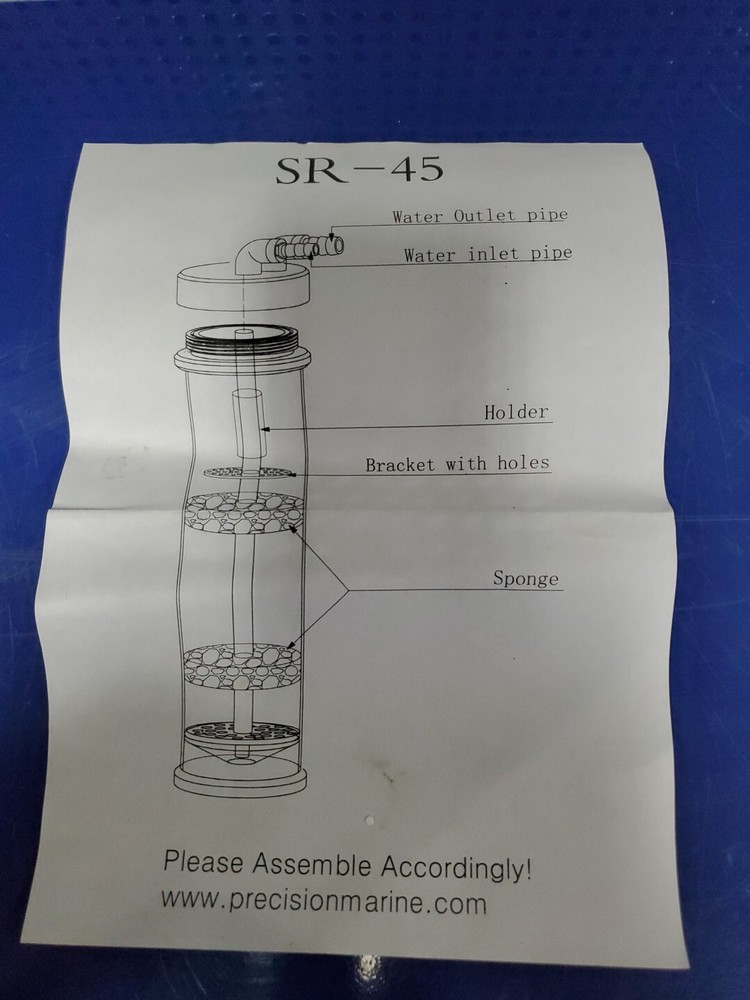 SR-45
Water Outlet pipe
Water inlet pipe
Holder
Bracket with holes
Sponge
Please Assemble Accordingly!
www.precisionmarine.com